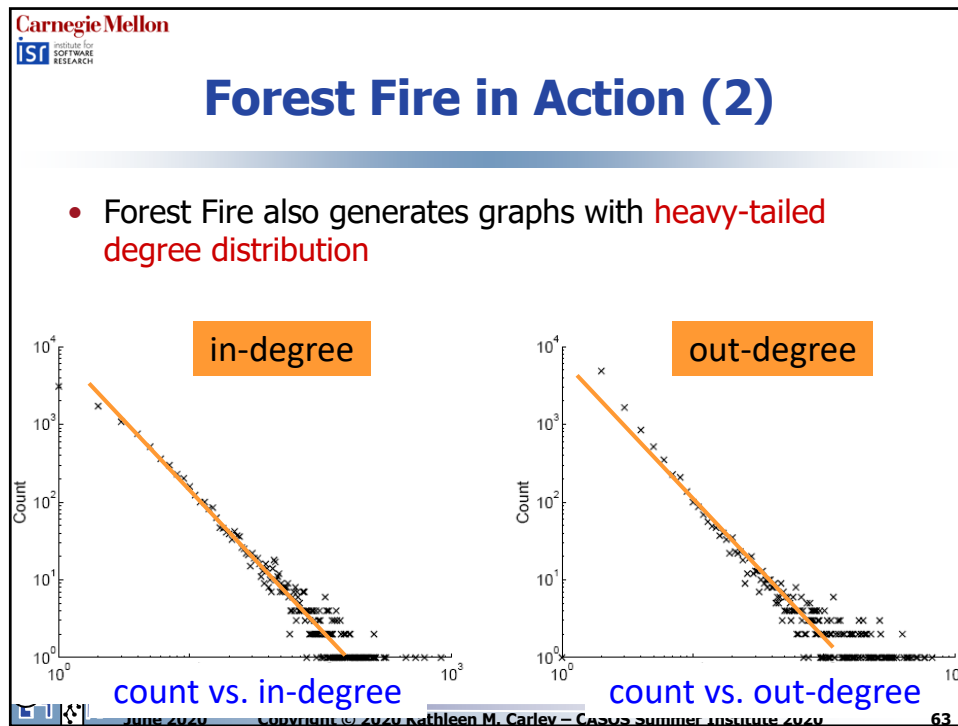 Carnegie Mellon
isr institute for
SOFTWARE
RESEARCH
Forest Fire in Action (2)
• Forest Fire also generates graphs with heavy-tailed
degree distribution
in-degree
10^4
10^3
10^2
10^1
10^0
Count
10^0
10^3
count vs. in-degree
out-degree
10^4
10^3
10^2
10^1
10^0
Count
10^0
count vs. out-degree
June 2020 Copyright © 2020 Kathleen M. Carley – CASOS Summer Institute 2020 63